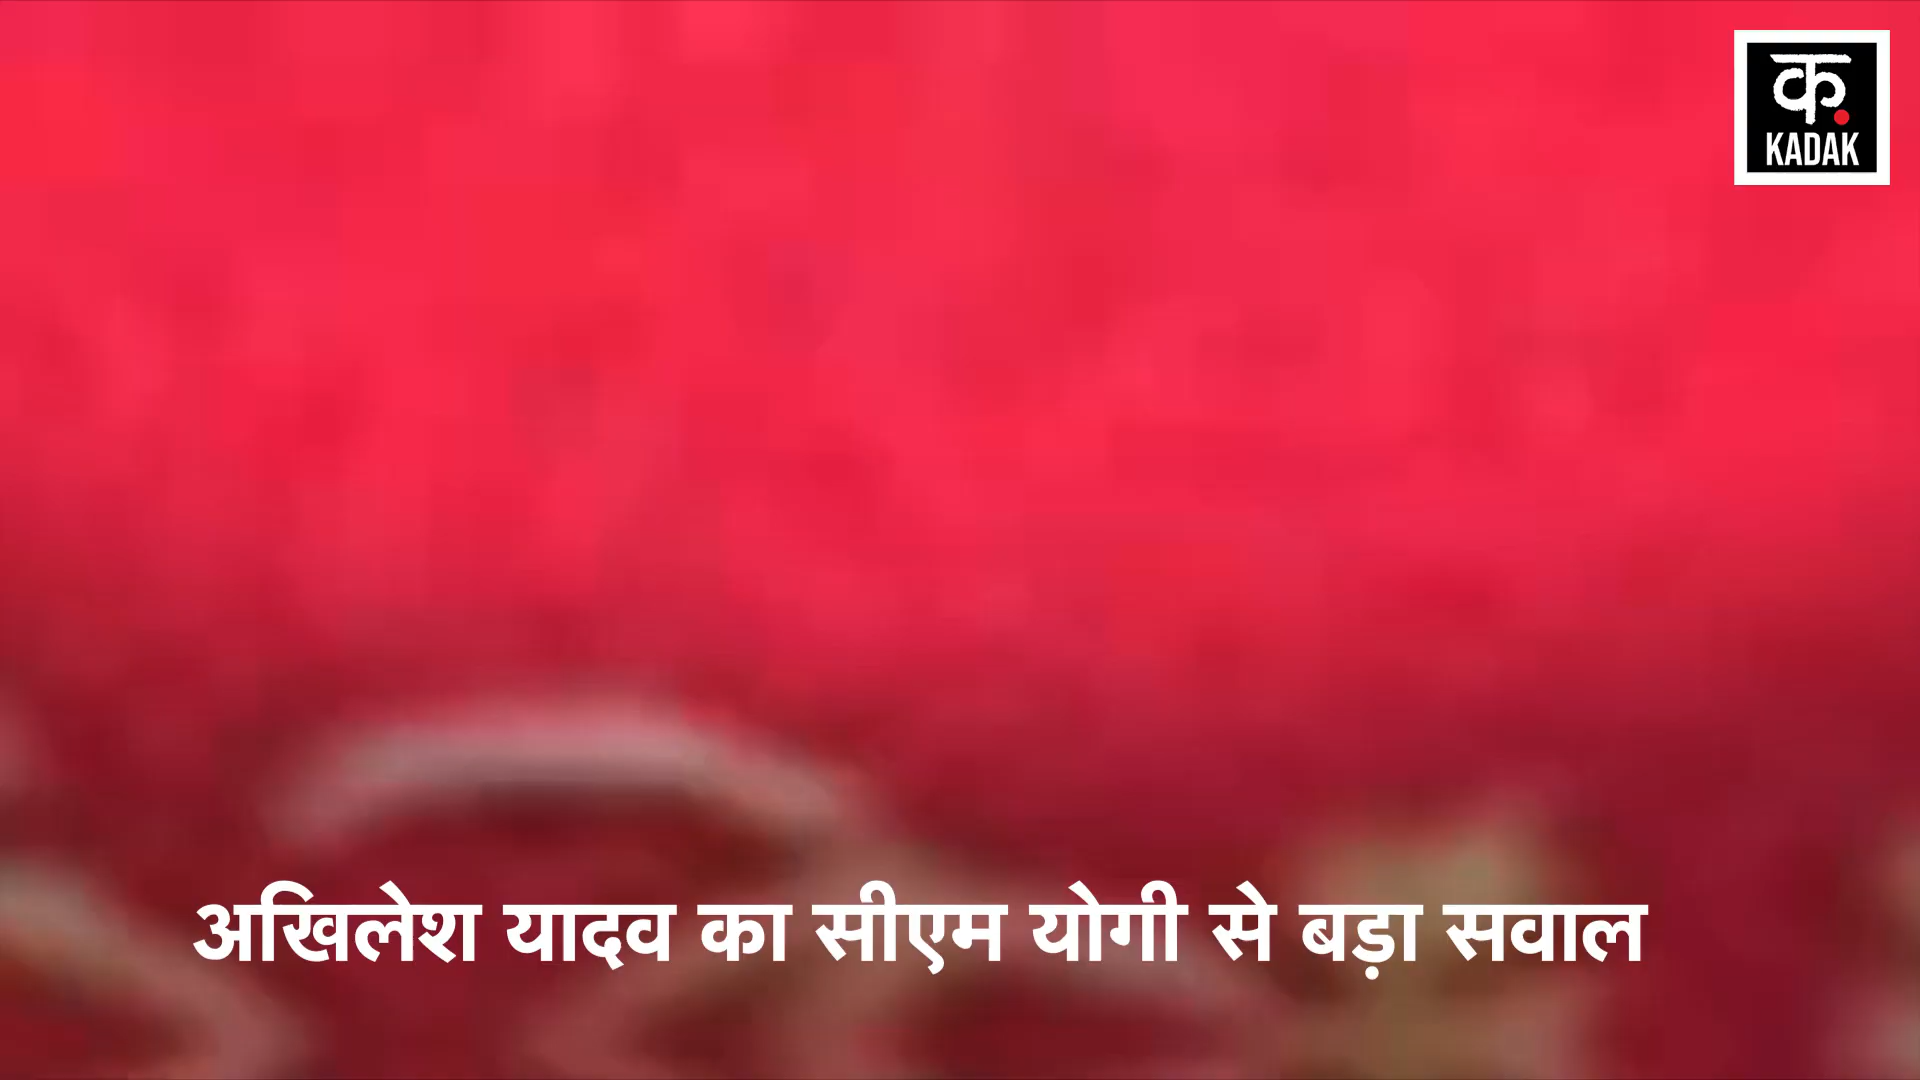 क
KADAK
अखिलेश यादव का सीएम योगी से बड़ा सवाल